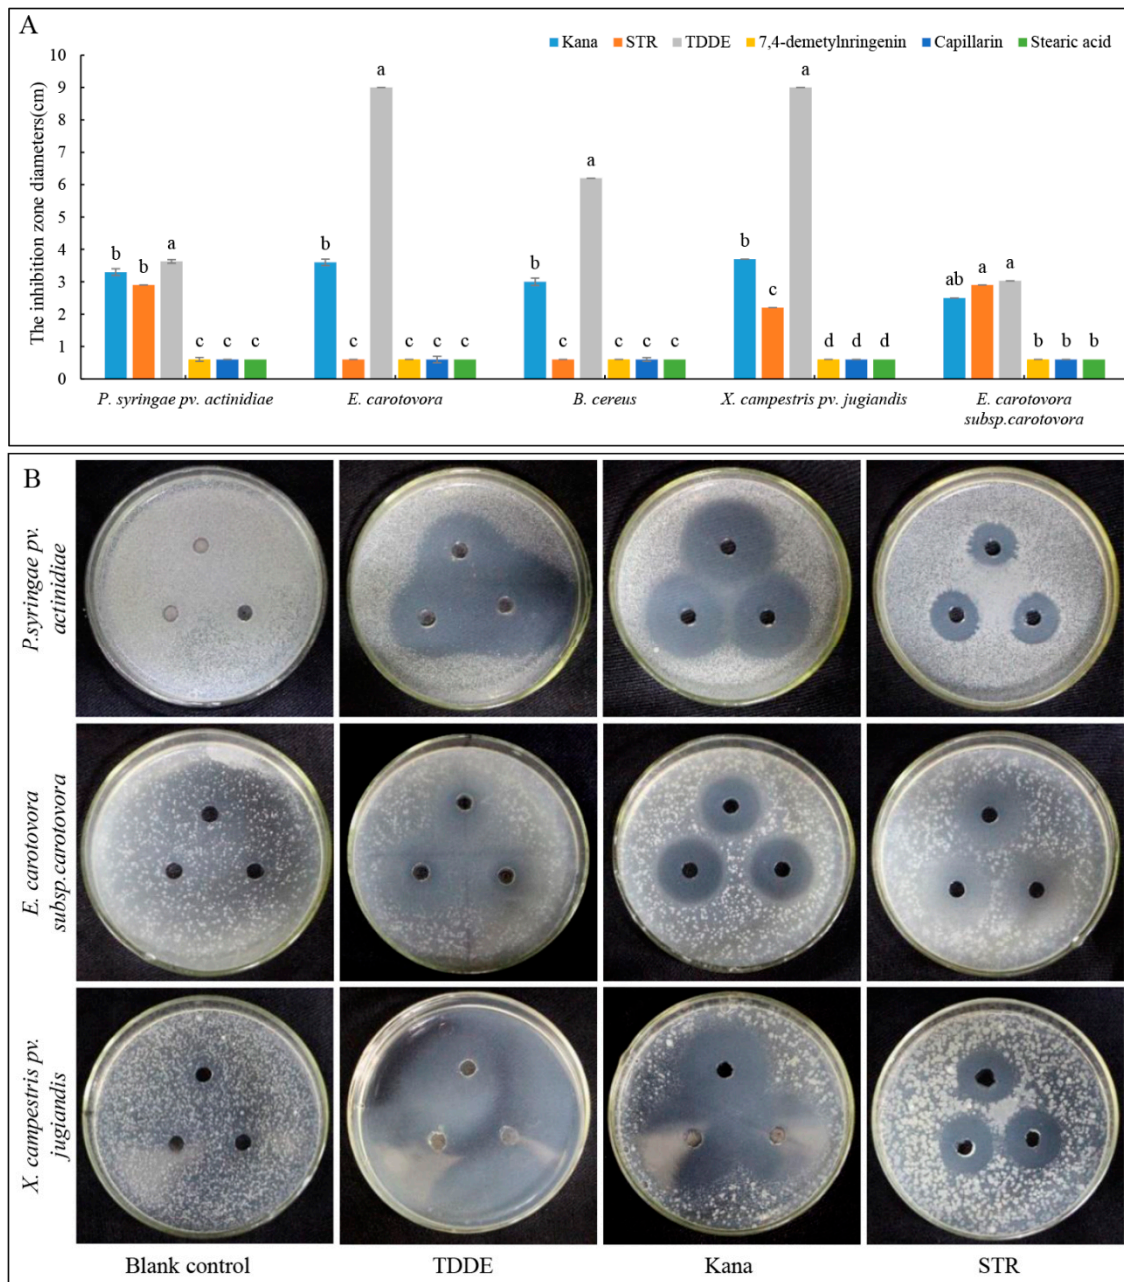 A
Kana STR TDDE 7,4-demetylnringenin Capillarin Stearic acid
The inhibition zone diameters(cm)
10
9
8
7
6
5
4
3
2
1
0
b b a c c c
b c a c c c
b c a c c c
b c a d d d
ab a a b b b
P. syringae pv. actinidiae
E. carotovora
B. cereus
X. campestris pv. jugiandis
E. carotovora
subsp.carotovora
B
P.syringae pv.
actinidiae
E. carotovora
subsp.carotovora
X. campestris pv.
jugiandis
Blank control
TDDE
Kana
STR